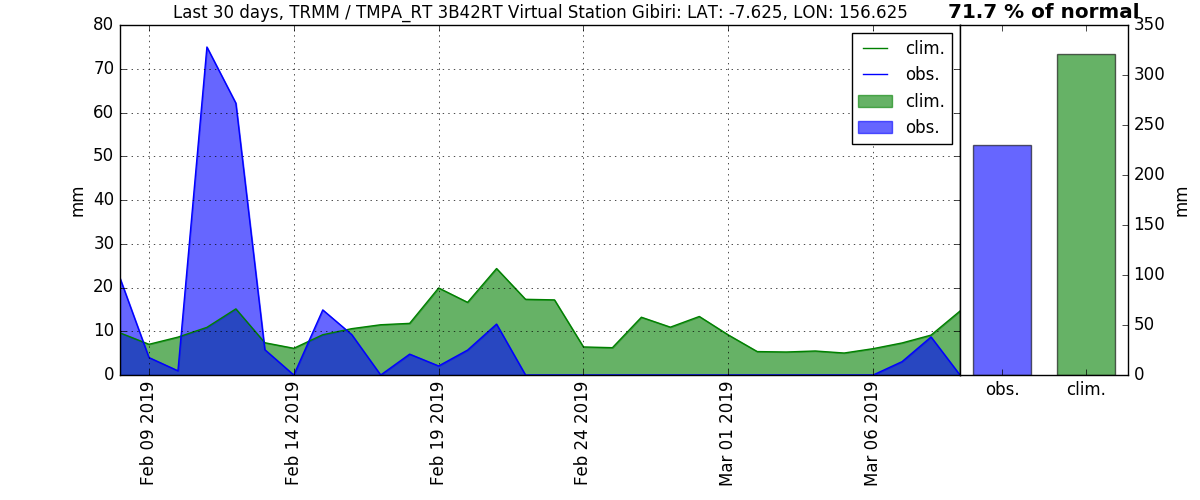 Last 30 days, TRMM / TMPA_RT 3B42RT Virtual Station Gibiri: LAT: -7.625, LON: 156.625
71.7 % of normal
80
70
60
50
40
30
20
10
0
mm
clim.
obs.
clim.
obs.
Feb 09 2019
Feb 14 2019
Feb 19 2019
Feb 24 2019
Mar 01 2019
Mar 06 2019
350
300
250
200
150
100
50
0
mm
obs.
clim.